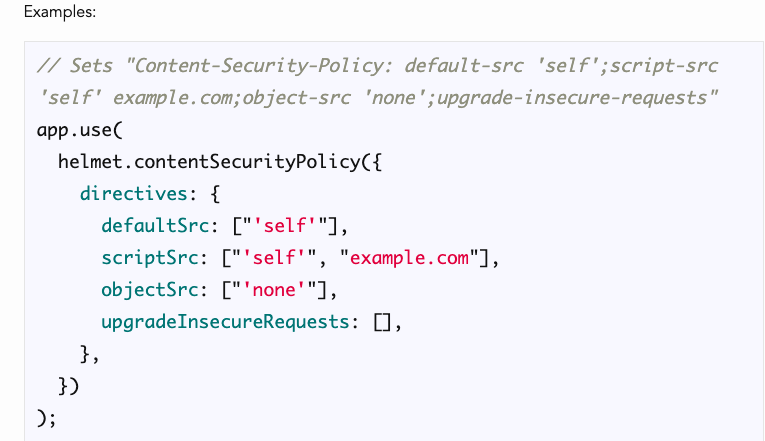 Examples:
// Sets "Content-Security-Policy: default-src 'self';script-src
'self' example.com;object-src 'none';upgrade-insecure-requests"
app.use(
  helmet.contentSecurityPolicy({
    directives: {
      defaultSrc: ["'self'"],
      scriptSrc: ["'self'", "example.com"],
      objectSrc: ["'none'"],
      upgradeInsecureRequests: [],
    },
  })
);